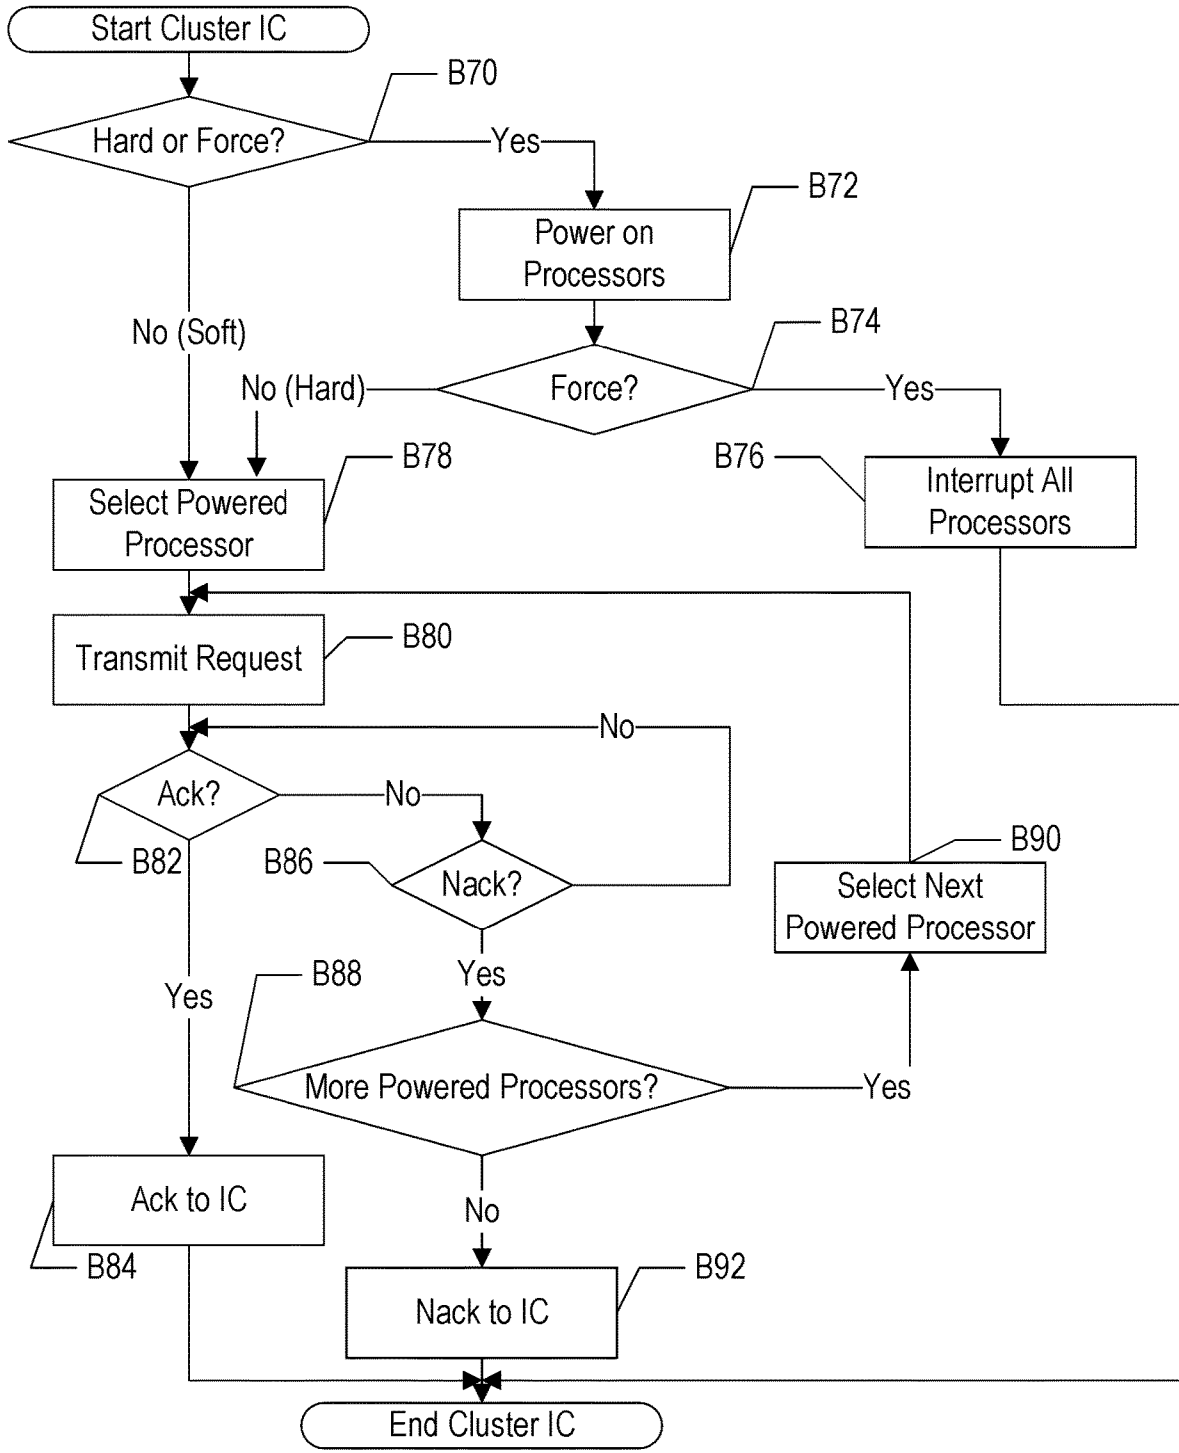 Start Cluster IC
B70
Hard or Force?
Yes
B72
Power on
Processors
No (Soft)
B74
No (Hard)
Force?
Yes
B78
B76
Interrupt All
Processors
Select Powered
Processor
B80
Transmit Request
No
Ack?
No
B90
B82
B86
Nack?
Select Next
Powered Processor
Yes
B88
Yes
More Powered Processors?
Yes
Ack to IC
No
B84
B92
Nack to IC
End Cluster IC